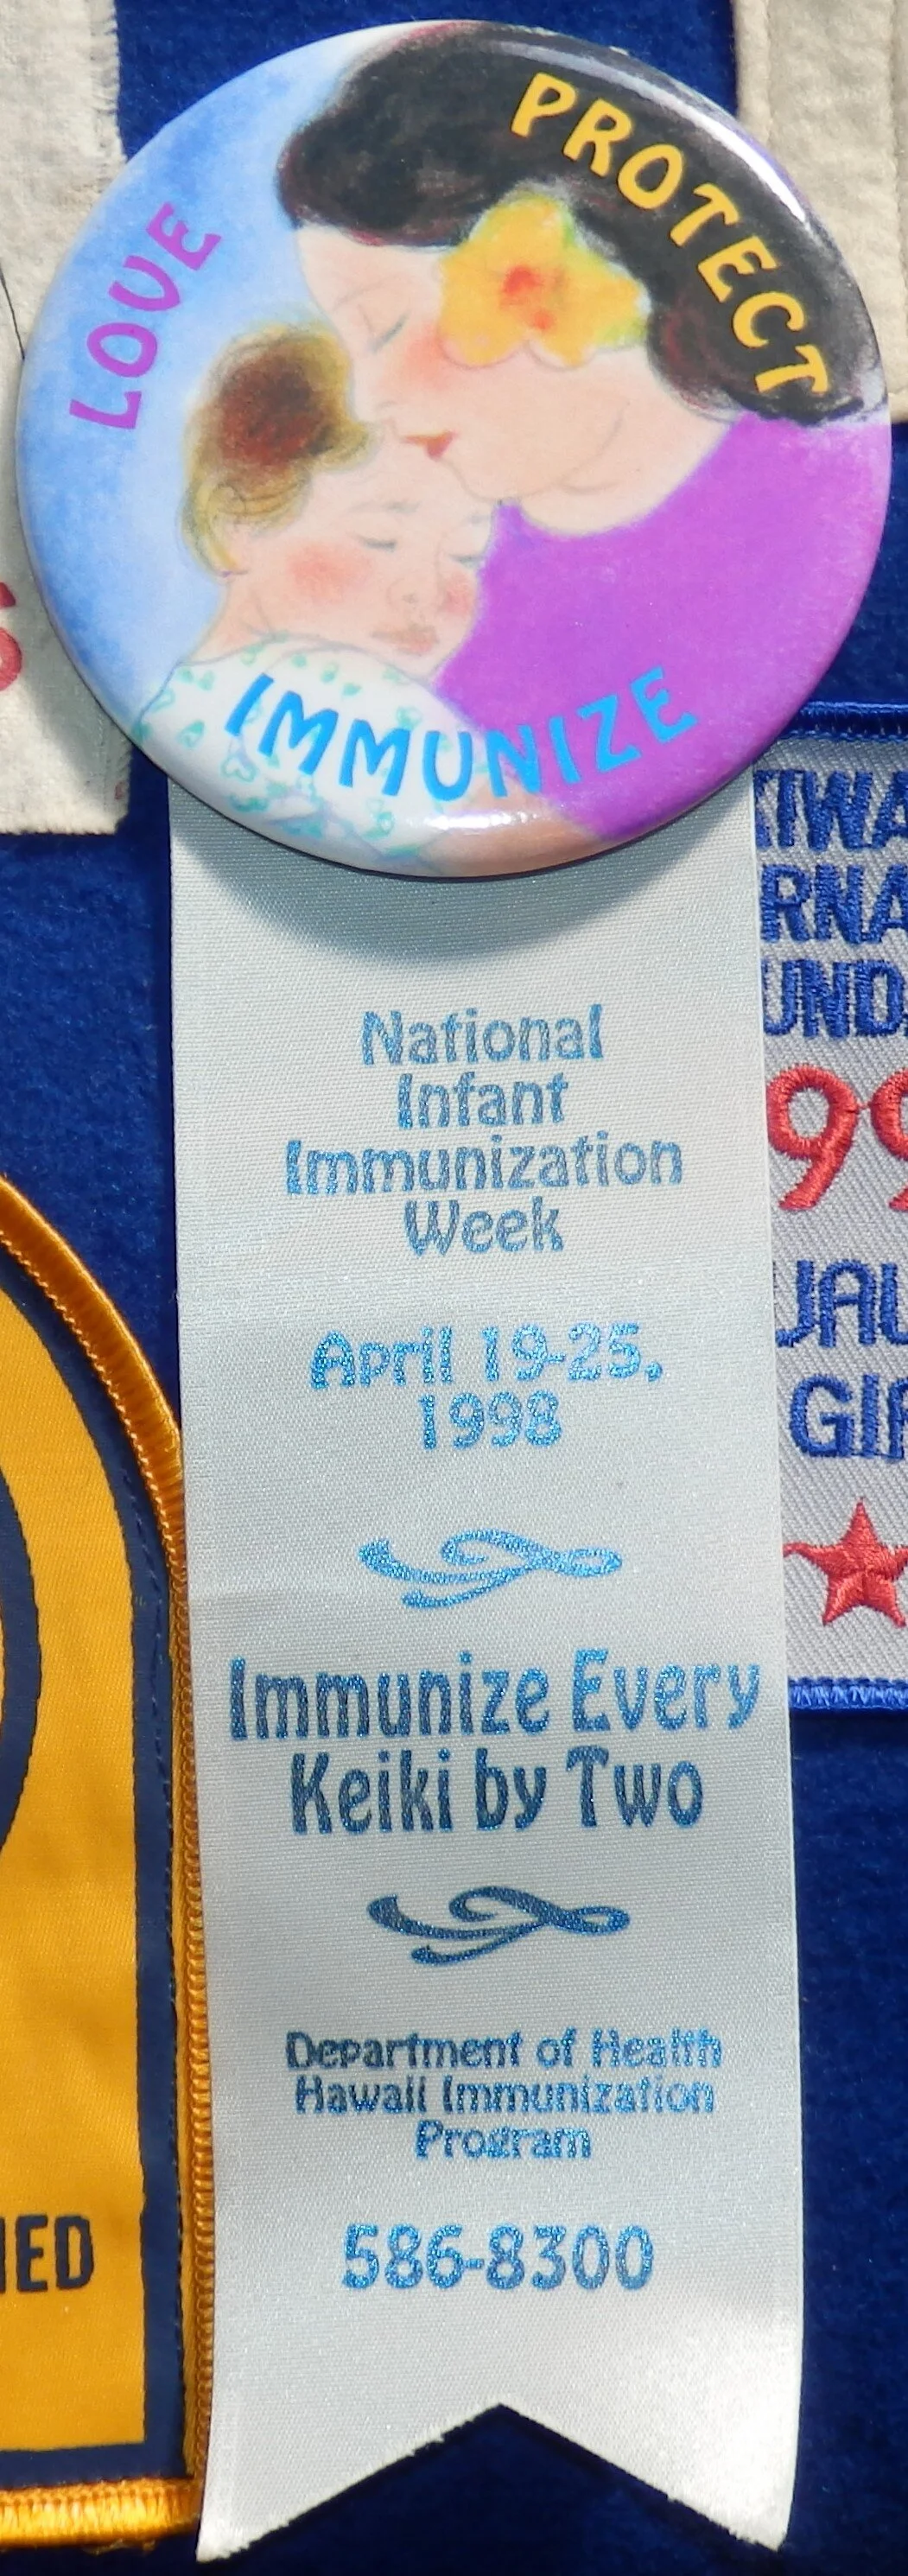 LOVE
PROTECT
IMMUNIZE
National
Infant
Immunization
Week
April 19-25,
1998
Immunize Every
Keiki by Two
Department of Health
Hawaii Immunization
Program
586-8300